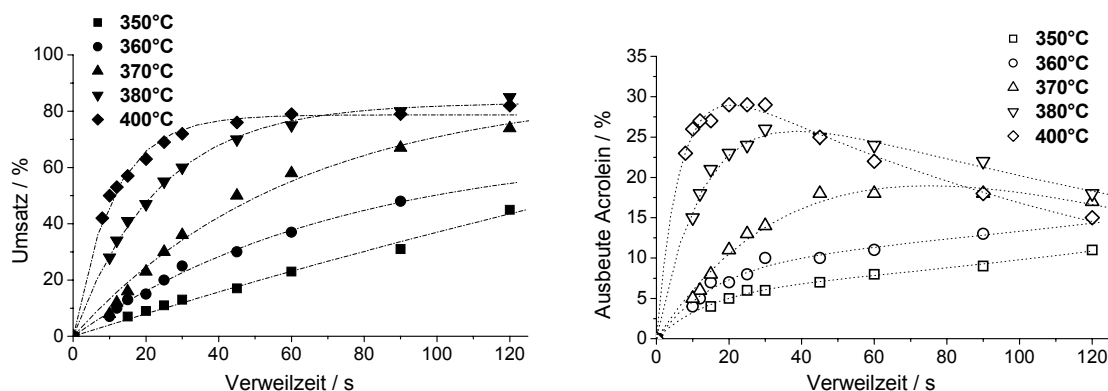 350°C
360°C
370°C
380°C
400°C
100
80
60
40
20
0
0 20 40 60 80 100 120
Umsatz / %
Verweilzeit / s
35
30
25
20
15
10
5
0
0 20 40 60 80 100 120
Ausbeute Acrolein / %
Verweilzeit / s
350°C
360°C
370°C
380°C
400°C